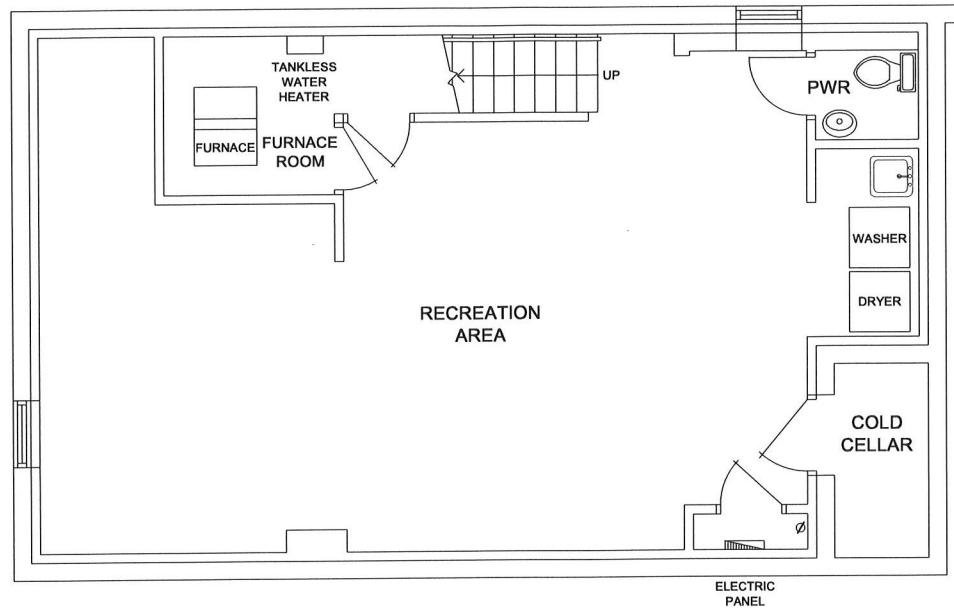 TANKLESS
WATER
HEATER
UP
PWR
FURNACE
FURNACE
ROOM
WASHER
DRYER
RECREATION
AREA
COLD
CELLAR
ELECTRIC
PANEL